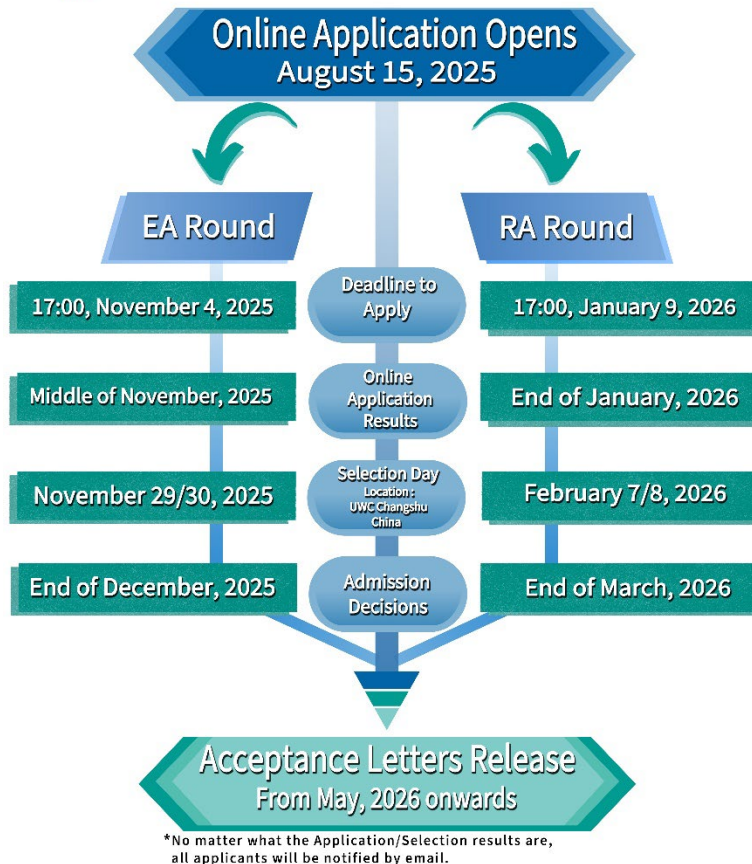 Online Application Opens
August 15, 2025
EA Round
RA Round
17:00, November 4, 2025
Deadline to
Apply
17:00, January 9, 2026
Middle of November, 2025
Online
Application
Results
End of January, 2026
November 29/30, 2025
Selection Day
Location :
UWC Changshu
China
February 7/8, 2026
End of December, 2025
Admission
Decisions
End of March, 2026
Acceptance Letters Release
From May, 2026 onwards
*No matter what the Application/Selection results are,
all applicants will be notified by email.